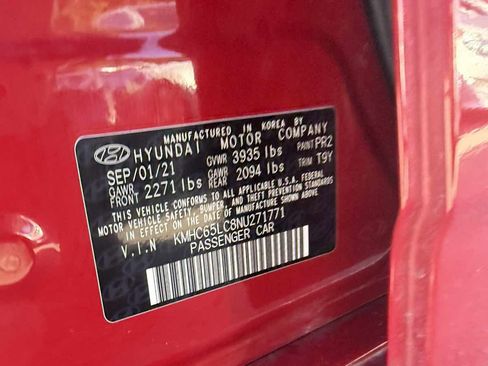 MANUFACTURED IN KOREA BY
HYUNDAI MOTOR COMPANY
SEP/01/21 GVWR 3935 lbs PAINT PR2
GAWR FRONT 2271 lbs GAWR REAR 2094 lbs TRIM T9Y
THIS VEHICLE CONFORMS TO ALL APPLICABLE U.S.A. FEDERAL
MOTOR VEHICLE SAFETY, BUMPER, AND THEFT PREVENTION STANDARDS
IN EFFECT ON THE DATE OF MANUFACTURE SHOWN ABOVE.
V.I.N KMHC65LC8NU271771
PASSENGER CAR